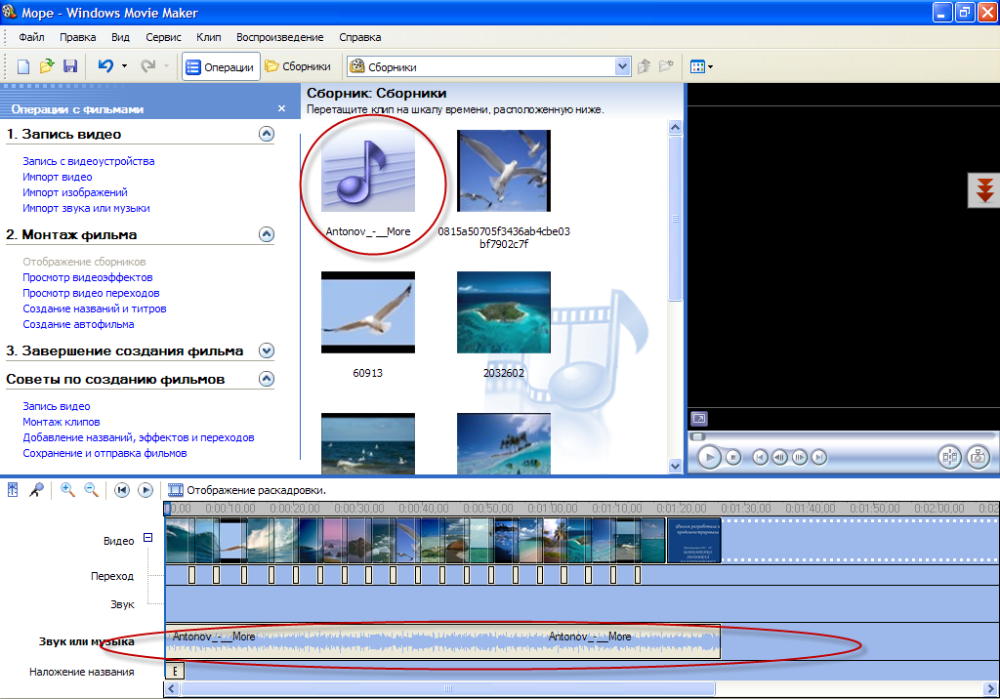 Море - Windows Movie Maker
Файл Правка Вид Сервис Клип Воспроизведение Справка
Операции Сборники Сборники
Операции с фильмами
1. Запись видео
Запись с видеоустройства
Импорт видео
Импорт изображений
Импорт звука или музыки
2. Монтаж фильма
Отображение сборников
Просмотр видеоэффектов
Просмотр видео переходов
Создание названий и титров
Создание автофильма
3. Завершение создания фильма
Советы по созданию фильмов
Запись видео
Монтаж клипов
Добавление названий, эффектов и переходов
Сохранение и отправка фильмов
Сборник: Сборники
Перетащите клип на шкалу времени, расположенную ниже.
Antonov_-__More
0815a50705f3436ab4cbe03
bf7902c7f
60913
2032602
Отображение раскадровки.
0:00:10,00 0:00:20,00 0:00:30,00 0:00:40,00 0:00:50,00 0:01:00,00 0:01:10,00 0:01:20,00 0:01:30,00 0:01:40,00 0:01:50,00 0:02:00,00
Видео
Переход
Звук
Звук или музыка
Antonov_-__More Antonov_-__More
Наложение названия